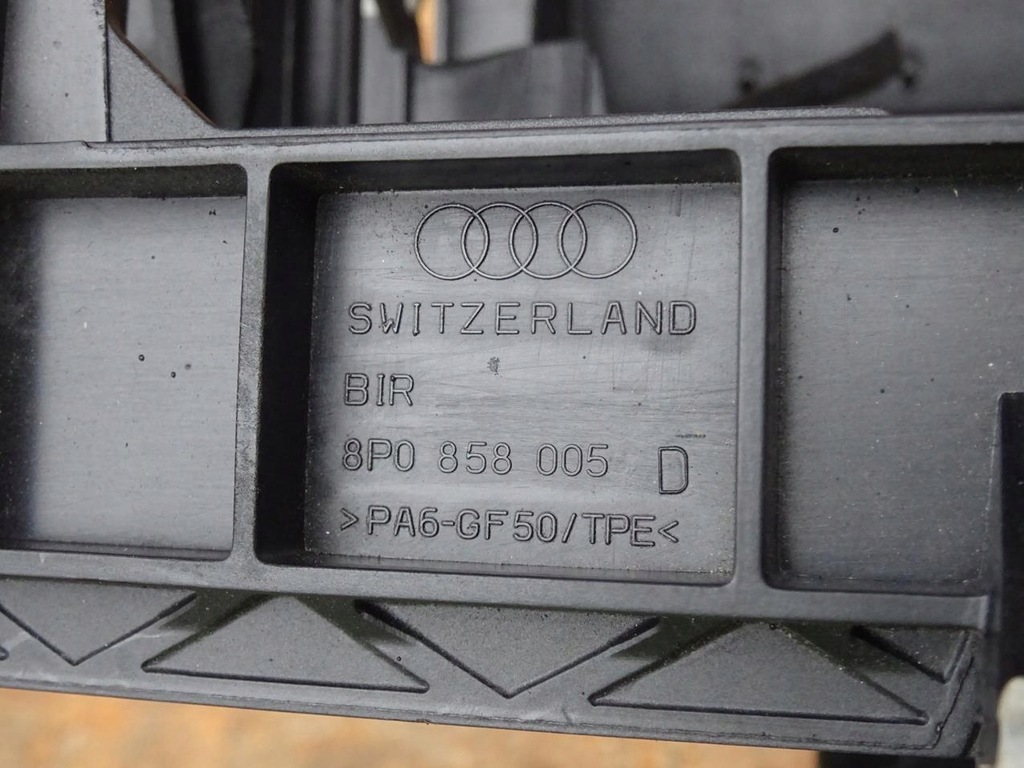 SWITZERLAND
BIR
8P0 858 005 D
>PA6-GF50/TPE<